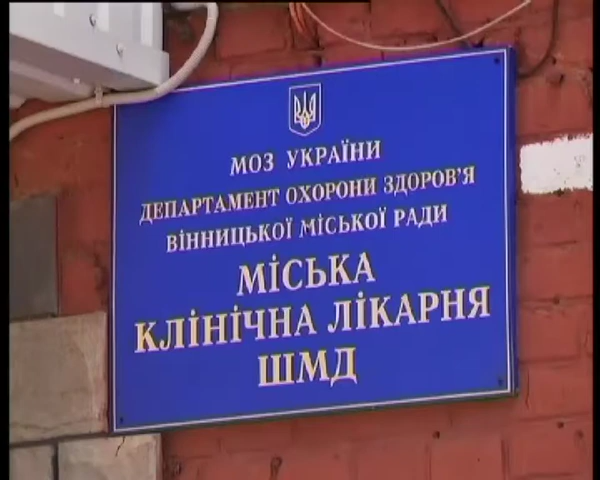 МОЗ УКРАЇНИ
ДЕПАРТАМЕНТ ОХОРОНИ ЗДОРОВ'Я
ВІННИЦЬКОЇ МІСЬКОЇ РАДИ
МІСЬКА
КЛІНІЧНА ЛІКАРНЯ
ШМД